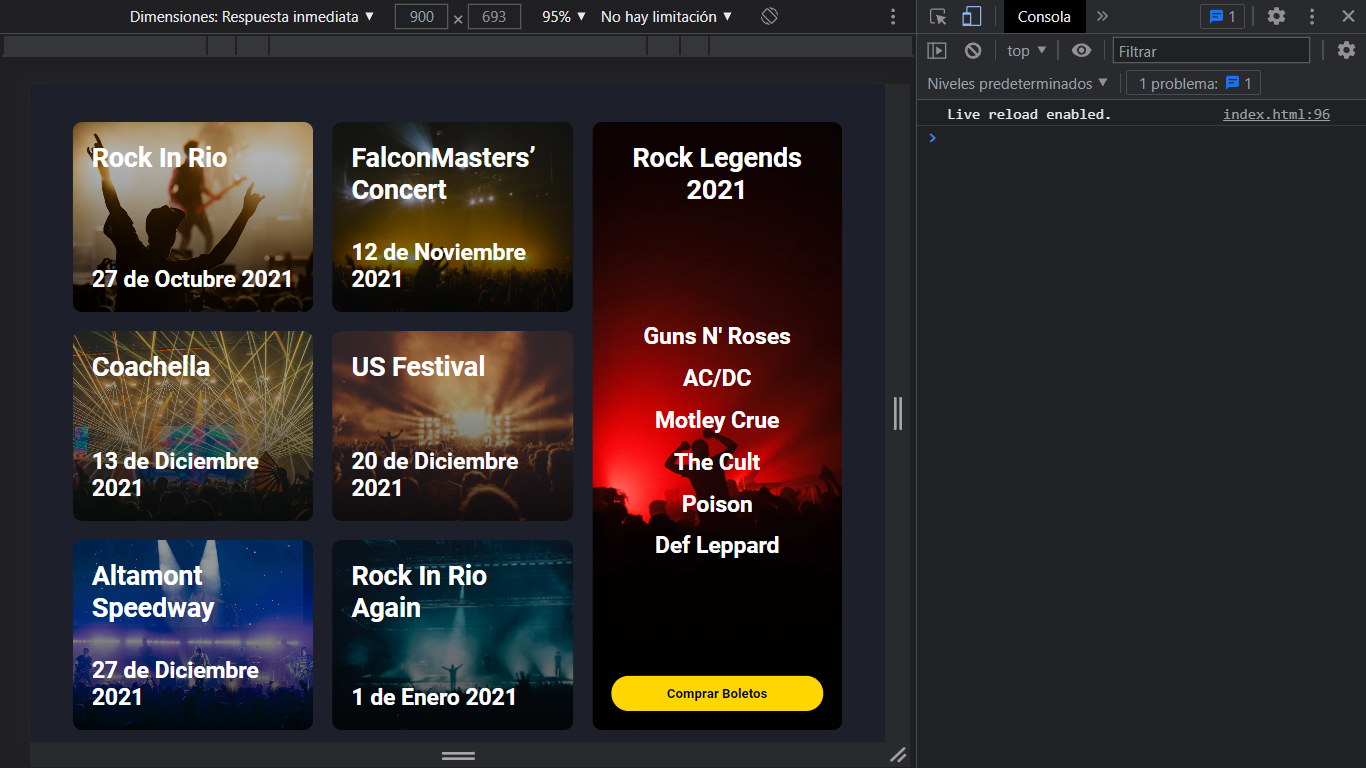 Dimensiones: Respuesta inmediata ▼ 900 × 693 95% ▼ No hay limitación ▼
Consola 1
top ▼ Filtrar
Niveles predeterminados ▼ 1 problema: 1
Live reload enabled. index.html:96
Rock In Rio
27 de Octubre 2021
FalconMasters’
Concert
12 de Noviembre
2021
Coachella
13 de Diciembre
2021
US Festival
20 de Diciembre
2021
Altamont
Speedway
27 de Diciembre
2021
Rock In Rio
Again
1 de Enero 2021
Rock Legends
2021
Guns N' Roses
AC/DC
Motley Crue
The Cult
Poison
Def Leppard
Comprar Boletos